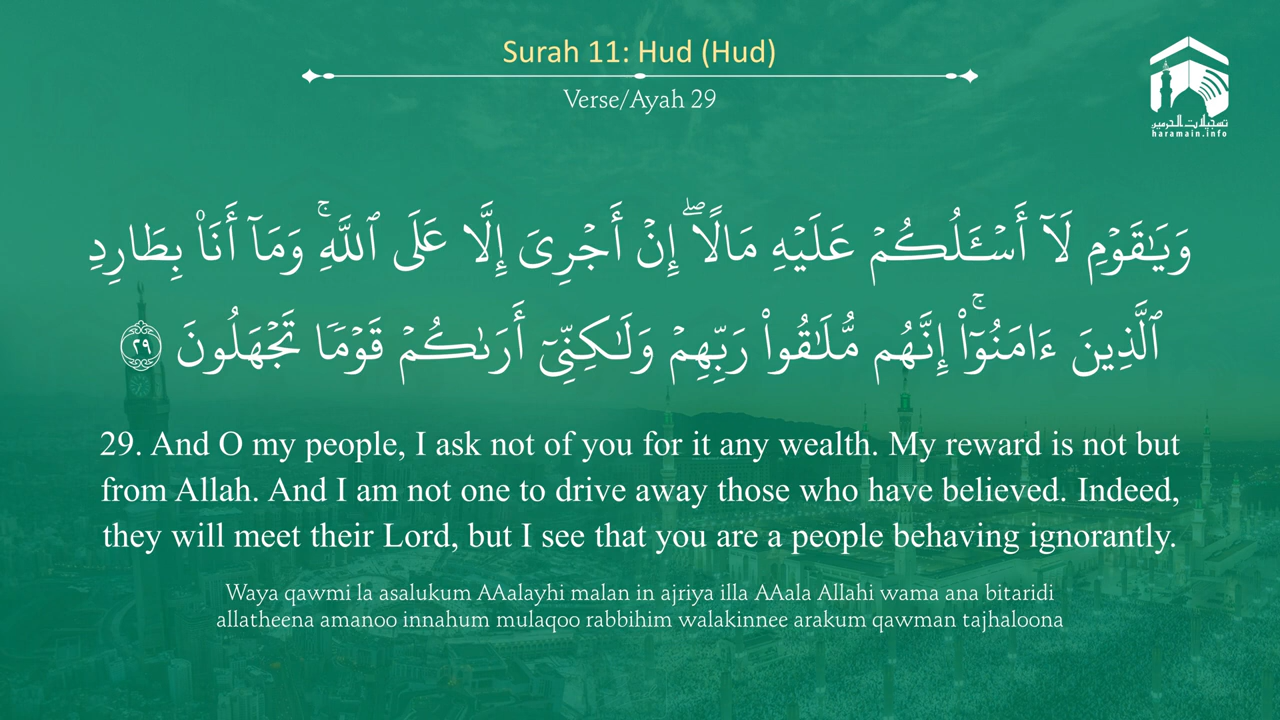 Surah 11: Hud (Hud)
Verse/Ayah 29
تسجيلات الحرمين
haramain.info
وَيَـٰقَوْمِ لَآ أَسْـَٔلُكُمْ عَلَيْهِ مَالًا ۖ إِنْ أَجْرِىَ إِلَّا عَلَى ٱللَّهِ ۚ وَمَآ أَنَا۠ بِطَارِدِ
ٱلَّذِينَ ءَامَنُوٓا۟ ۚ إِنَّهُم مُّلَـٰقُوا۟ رَبِّهِمْ وَلَـٰكِنِّىٓ أَرَىٰكُمْ قَوْمًا تَجْهَلُونَ ٢٩
29. And O my people, I ask not of you for it any wealth. My reward is not but
from Allah. And I am not one to drive away those who have believed. Indeed,
they will meet their Lord, but I see that you are a people behaving ignorantly.
Waya qawmi la asalukum AAalayhi malan in ajriya illa AAala Allahi wama ana bitaridi
allatheena amanoo innahum mulaqoo rabbihim walakinnee arakum qawman tajhaloona